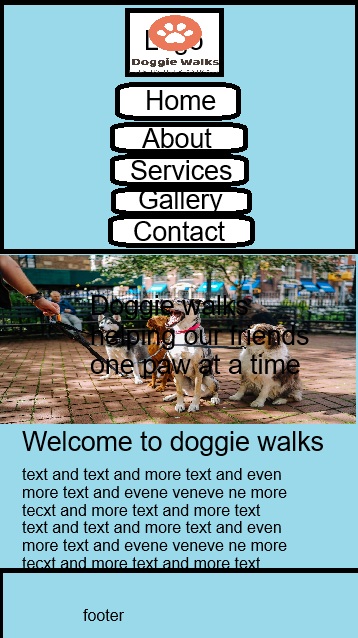 Logo
Doggie Walks
Home
About
Services
Gallery
Contact
Doggie walks
helping our friends
one paw at a time
Welcome to doggie walks
text and text and more text and even
more text and evene veneve ne more
tecxt and more text and more text
text and text and more text and even
more text and evene veneve ne more
tecxt and more text and more text
footer